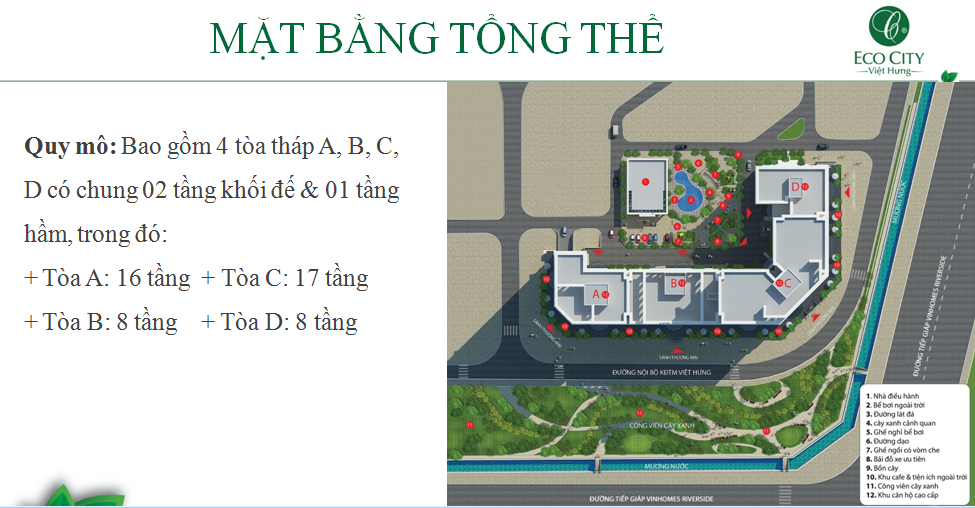 MẶT BẰNG TỔNG THỂ
ECO CITY
Việt Hưng
Quy mô: Bao gồm 4 tòa tháp A, B, C,
D có chung 02 tầng khối đế & 01 tầng
hầm, trong đó:
+ Tòa A: 16 tầng + Tòa C: 17 tầng
+ Tòa B: 8 tầng + Tòa D: 8 tầng
MƯƠNG NƯỚC
D
A
B
C
SẢNH THƯƠNG MẠI
ĐƯỜNG NỘI BỘ KĐTM VIỆT HƯNG
ĐƯỜNG TIẾP GIÁP VINHOMES RIVERSIDE
CÔNG VIÊN CÂY XANH
MƯƠNG NƯỚC
ĐƯỜNG TIẾP GIÁP VINHOMES RIVERSIDE
1. Nhà điều hành
2. Bể bơi ngoài trời
3. Đường lát đá
4. cây xanh cảnh quan
5. Ghế nghỉ bể bơi
6. Đường dạo
7. Ghế ngồi có vòm che
8. Bãi đỗ xe ưu tiên
9. Bồn cây
10. Khu cafe & tiện ích ngoài trời
11. Công viên cây xanh
12. Khu căn hộ cao cấp